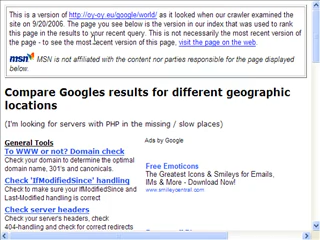 This is a version of http://oy-oy.eu/google/world/ as it looked when our crawler examined the
site on 9/20/2006. The page you see below is the version in our index that was used to rank
this page in the results to your recent query. This is not necessarily the most recent version of
the page - to see the most recent version of this page, visit the page on the web.
msn MSN is not affiliated with the content nor parties responsible for the page displayed
below.
Compare Googles results for different geographic
locations
(I'm looking for servers with PHP in the missing / slow places)
General Tools
To WWW or not? Domain check
Check your domain to determine the optimal
domain name, 301's and canonicals.
Check 'IfModifiedSince' handling
Check to make sure your IfModifiedSince and
Last-Modified handling is correct
Check server headers
Check your server's headers, check
404-handling and check for correct redirects
Ads by Google
Free Emoticons
The Greatest Icons & Smileys for Emails,
IMs & More - Download Now!
www.smileycentral.com